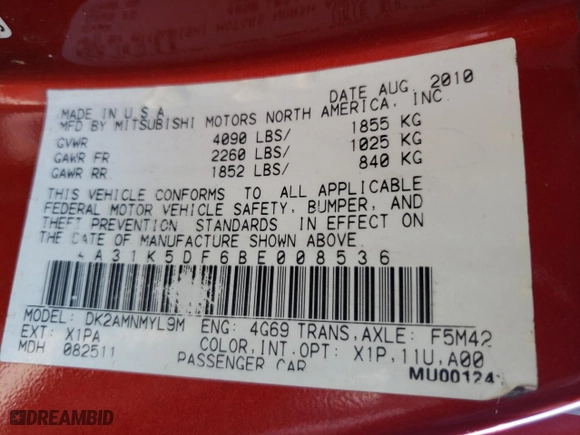 DATE AUG. 2010
MADE IN U.S.A
MFD BY MITSUBISHI MOTORS NORTH AMERICA, INC.
GVWR 4090 LBS/ 1855 KG
GAWR FR 2260 LBS/ 1025 KG
GAWR RR 1852 LBS/ 840 KG
THIS VEHICLE CONFORMS TO ALL APPLICABLE
FEDERAL MOTOR VEHICLE SAFETY, BUMPER, AND
THEFT PREVENTION STANDARDS IN EFFECT ON
THE DATE OF MANUFACTURE SHOWN ABOVE.
4A31K5DF6BE008536
MODEL: DK2AMNMYL9M ENG: 4G69 TRANS,AXLE: F5M42
EXT: X1PA COLOR,INT.OPT: X1P,11U,A00
MDH 082511 PASSENGER CAR
MU00124
DREAMBID